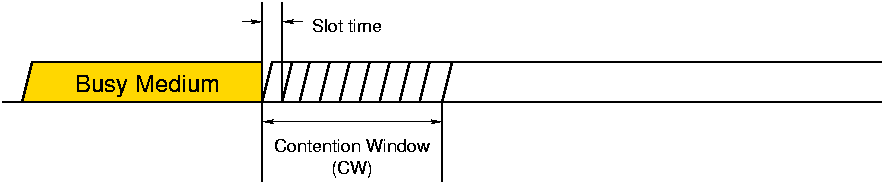 Slot time
Busy Medium
Contention Window
(CW)